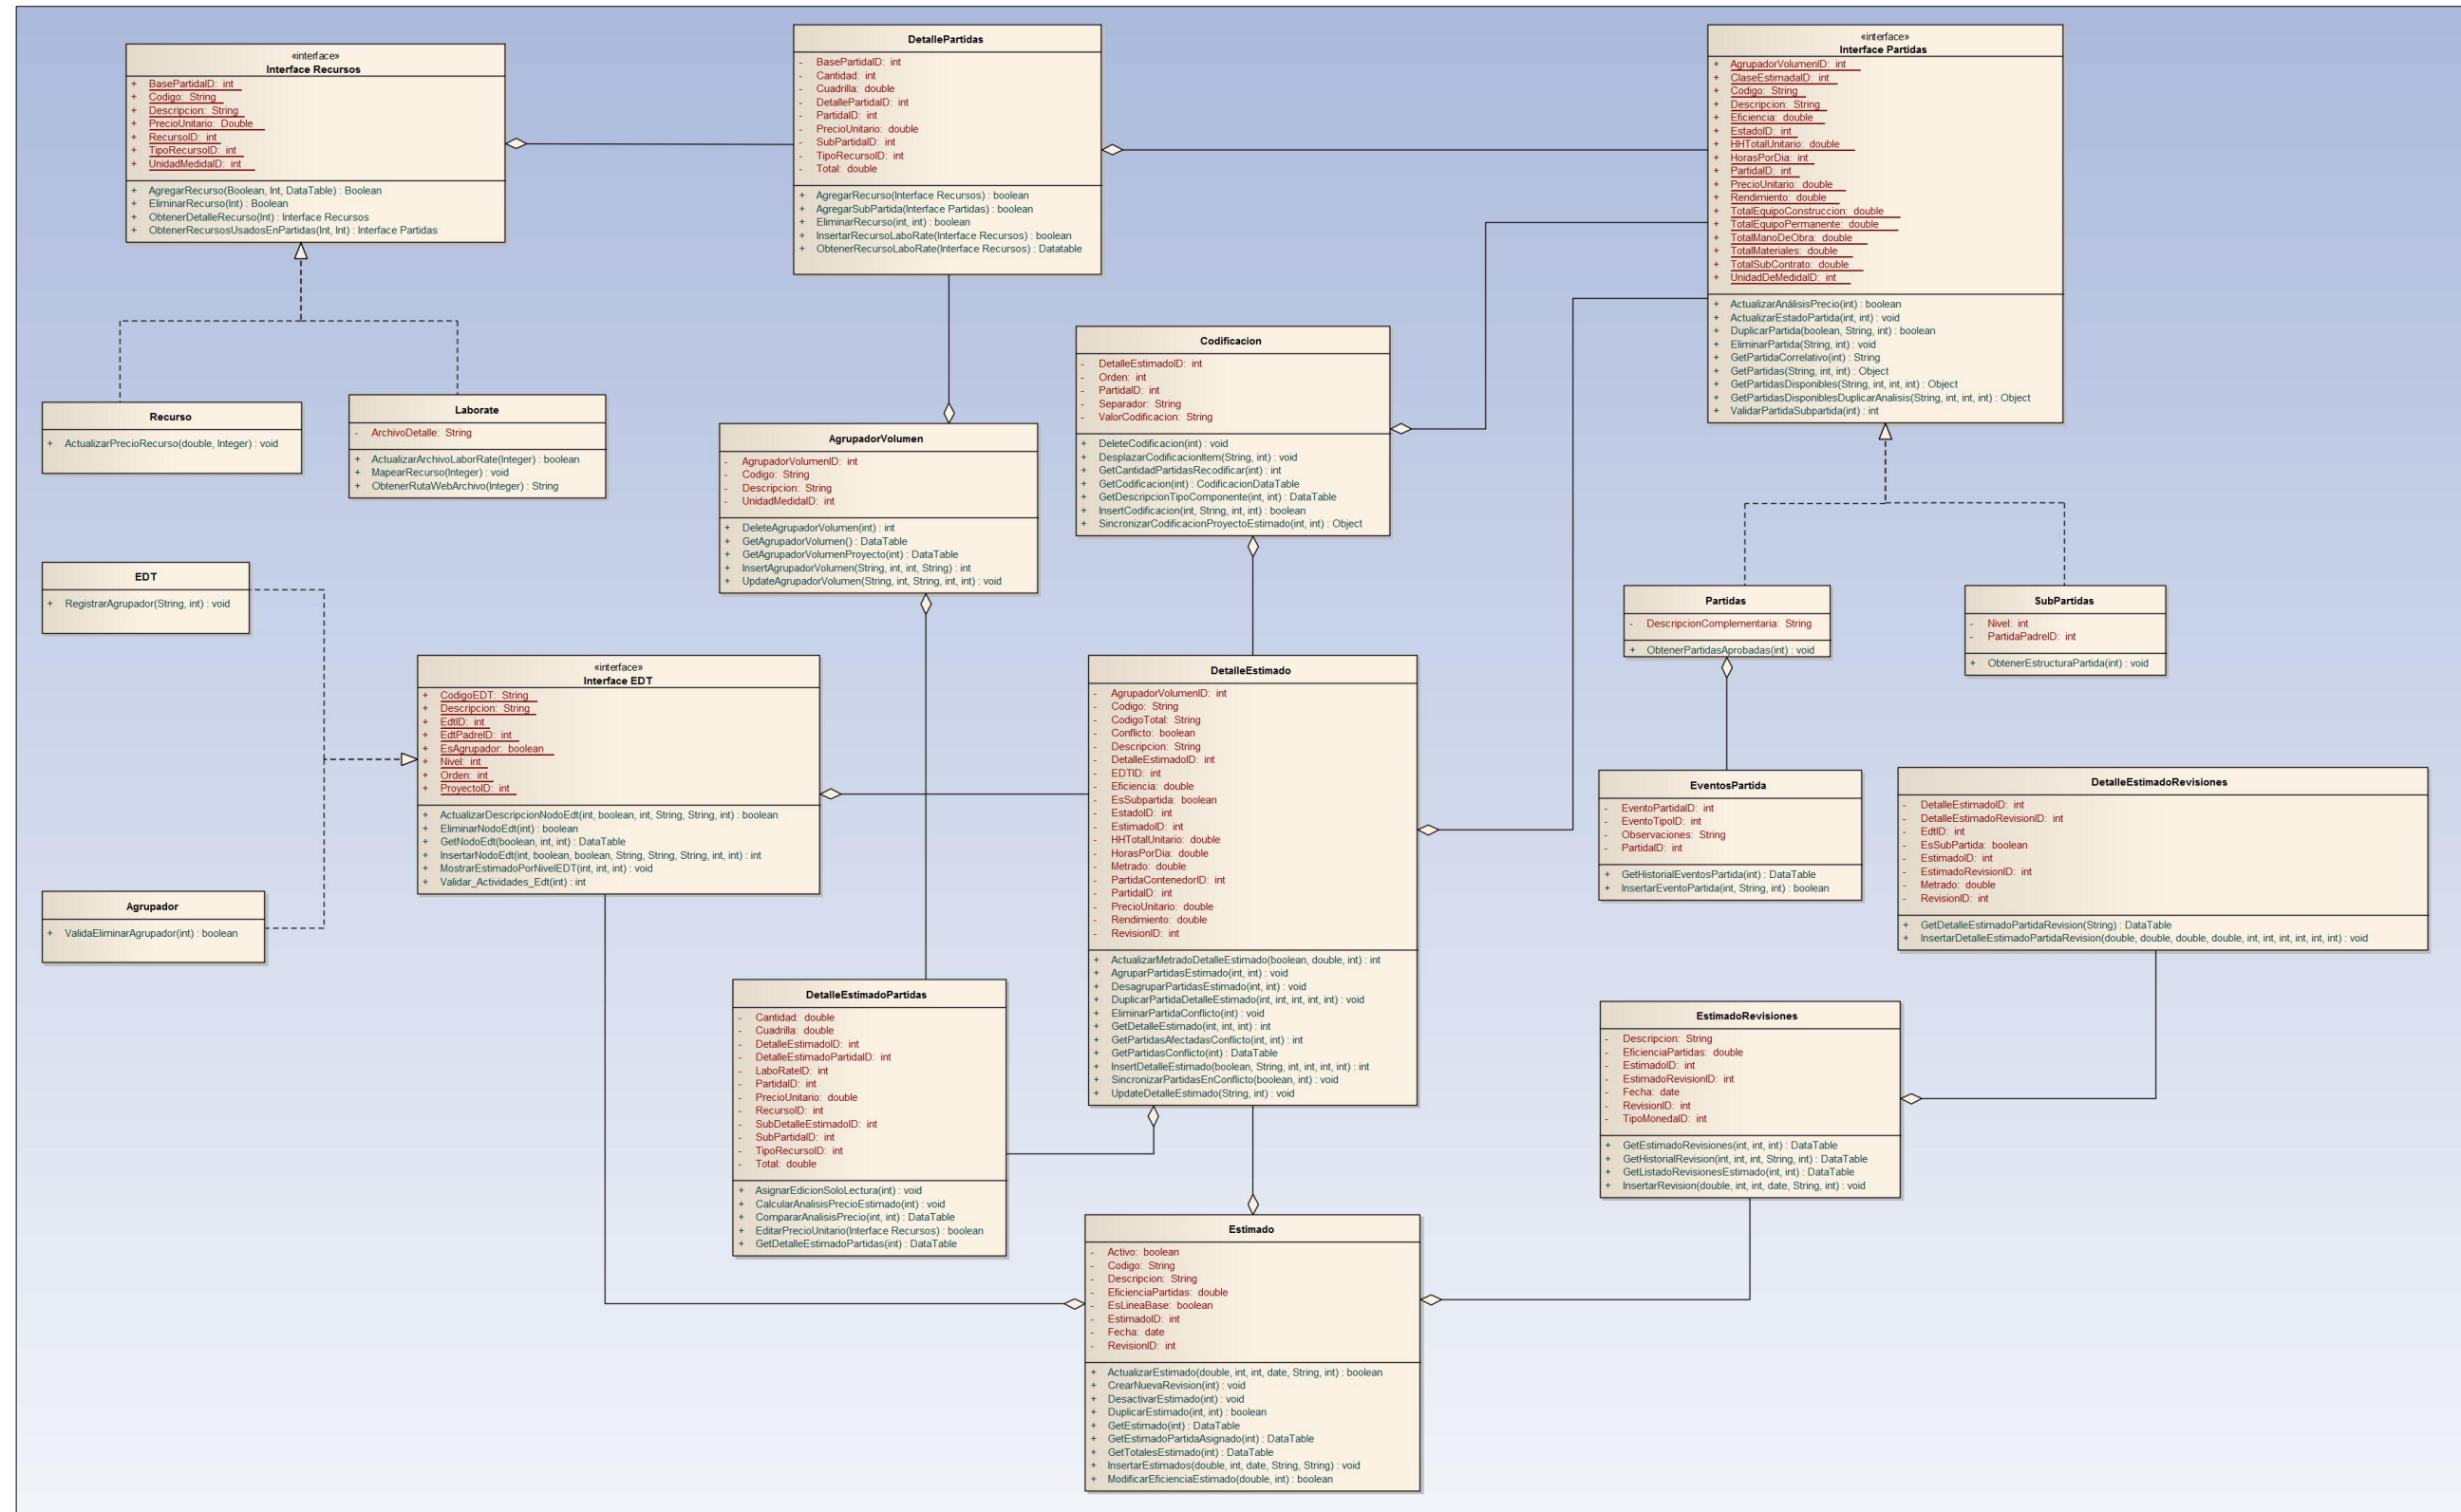 «interface»
Interface Recursos
+ BasePartidaID: int
+ Codigo: String
+ Descripcion: String
+ PrecioUnitario: Double
+ RecursoID: int
+ TipoRecursoID: int
+ UnidadMedidaID: int
+ AgregarRecurso(Boolean, Int, DataTable) : Boolean
+ EliminarRecurso(Int) : Boolean
+ ObtenerDetalleRecurso(Int) : Interface Recursos
+ ObtenerRecursosUsadosEnPartidas(Int, Int) : Interface Partidas
DetallePartidas
- BasePartidaID: int
- Cantidad: int
- Cuadrilla: double
- DetallePartidaID: int
- PartidaID: int
- PrecioUnitario: double
- SubPartidaID: int
- TipoRecursoID: int
- Total: double
+ AgregarRecurso(Interface Recursos) : boolean
+ AgregarSubPartida(Interface Partidas) : boolean
+ EliminarRecurso(int, int) : boolean
+ InsertarRecursoLaboRate(Interface Recursos) : boolean
+ ObtenerRecursoLaboRate(Interface Recursos) : Datatable
«interface»
Interface Partidas
+ AgrupadorVolumenID: int
+ ClaseEstimadaID: int
+ Codigo: String
+ Descripcion: String
+ Eficiencia: double
+ EstadoID: int
+ HHTotalUnitario: double
+ HorasPorDia: int
+ PartidaID: int
+ PrecioUnitario: double
+ Rendimiento: double
+ TotalEquipoConstruccion: double
+ TotalEquipoPermanente: double
+ TotalManoDeObra: double
+ TotalMateriales: double
+ TotalSubContrato: double
+ UnidadDeMedidaID: int
+ ActualizarAnálisisPrecio(int) : boolean
+ ActualizarEstadoPartida(int, int) : void
+ DuplicarPartida(boolean, String, int) : boolean
+ EliminarPartida(String, int) : void
+ GetPartidaCorrelativo(int) : String
+ GetPartidas(String, int, int) : Object
+ GetPartidasDisponibles(String, int, int, int) : Object
+ GetPartidasDisponiblesDuplicarAnalisis(String, int, int, int) : Object
+ ValidarPartidaSubpartida(int) : int
Recurso
+ ActualizarPrecioRecurso(double, Integer) : void
Laborate
- ArchivoDetalle: String
+ ActualizarArchivoLaborRate(Integer) : boolean
+ MapearRecurso(Integer) : void
+ ObtenerRutaWebArchivo(Integer) : String
AgrupadorVolumen
- AgrupadorVolumenID: int
- Codigo: String
- Descripcion: String
- UnidadMedidaID: int
+ DeleteAgrupadorVolumen(int) : int
+ GetAgrupadorVolumen() : DataTable
+ GetAgrupadorVolumenProyecto(int) : DataTable
+ InsertAgrupadorVolumen(String, int, int, String) : int
+ UpdateAgrupadorVolumen(String, int, String, int, int) : void
Codificacion
- DetalleEstimadoID: int
- Orden: int
- PartidaID: int
- Separador: String
- ValorCodificacion: String
+ DeleteCodificacion(int) : void
+ DesplazarCodificacionItem(String, int) : void
+ GetCantidadPartidasRecodificar(int) : int
+ GetCodificacion(int) : CodificacionDataTable
+ GetDescripcionTipoComponente(int, int) : DataTable
+ InsertCodificacion(int, String, int, int) : boolean
+ SincronizarCodificacionProyectoEstimado(int, int) : Object
EDT
+ RegistrarAgrupador(String, int) : void
«interface»
Interface EDT
+ CodigoEDT: String
+ Descripcion: String
+ EdtID: int
+ EdtPadreID: int
+ EsAgrupador: boolean
+ Nivel: int
+ Orden: int
+ ProyectoID: int
+ ActualizarDescripcionNodoEdt(int, boolean, int, String, String, int) : boolean
+ EliminarNodoEdt(int) : boolean
+ GetNodoEdt(boolean, int, int) : DataTable
+ InsertarNodoEdt(int, boolean, boolean, String, String, String, int, int) : int
+ MostrarEstimadoPorNivelEDT(int, int, int) : void
+ Validar_Actividades_Edt(int) : int
Agrupador
+ ValidaEliminarAgrupador(int) : boolean
DetalleEstimado
- AgrupadorVolumenID: int
- Codigo: String
- CodigoTotal: String
- Conflicto: boolean
- Descripcion: String
- DetalleEstimadoID: int
- EDTID: int
- Eficiencia: double
- EsSubpartida: boolean
- EstadoID: int
- EstimadoID: int
- HHTotalUnitario: double
- HorasPorDia: double
- Metrado: double
- PartidaContenedorID: int
- PartidaID: int
- PrecioUnitario: double
- Rendimiento: double
- RevisionID: int
+ ActualizarMetradoDetalleEstimado(boolean, double, int) : int
+ AgruparPartidasEstimado(int, int) : void
+ DesagruparPartidasEstimado(int, int) : void
+ DuplicarPartidaDetalleEstimado(int, int, int, int, int) : void
+ EliminarPartidaConflicto(int) : void
+ GetDetalleEstimado(int, int, int) : int
+ GetPartidasAfectadasConflicto(int, int) : int
+ GetPartidasConflicto(int) : DataTable
+ InsertDetalleEstimado(boolean, String, int, int, int, int) : int
+ SincronizarPartidasEnConflicto(boolean, int) : void
+ UpdateDetalleEstimado(String, int) : void
Partidas
- DescripcionComplementaria: String
+ ObtenerPartidasAprobadas(int) : void
SubPartidas
- Nivel: int
- PartidaPadreID: int
+ ObtenerEstructuraPartida(int) : void
EventosPartida
- EventoPartidaID: int
- EventoTipoID: int
- Observaciones: String
- PartidaID: int
+ GetHistorialEventosPartida(int) : DataTable
+ InsertarEventoPartida(int, String, int) : boolean
DetalleEstimadoRevisiones
- DetalleEstimadoID: int
- DetalleEstimadoRevisionID: int
- EdtID: int
- EsSubPartida: boolean
- EstimadoID: int
- EstimadoRevisionID: int
- Metrado: double
- RevisionID: int
+ GetDetalleEstimadoPartidaRevision(String) : DataTable
+ InsertarDetalleEstimadoPartidaRevision(double, double, double, double, int, int, int, int, int, int) : void
DetalleEstimadoPartidas
- Cantidad: double
- Cuadrilla: double
- DetalleEstimadoID: int
- DetalleEstimadoPartidaID: int
- LaboRateID: int
- PartidaID: int
- PrecioUnitario: double
- RecursoID: int
- SubDetalleEstimadoID: int
- SubPartidaID: int
- TipoRecursoID: int
- Total: double
+ AsignarEdicionSoloLectura(int) : void
+ CalcularAnalisisPrecioEstimado(int) : void
+ CompararAnalisisPrecio(int, int) : DataTable
+ EditarPrecioUnitario(Interface Recursos) : boolean
+ GetDetalleEstimadoPartidas(int) : DataTable
EstimadoRevisiones
- Descripcion: String
- EficienciaPartidas: double
- EstimadoID: int
- EstimadoRevisionID: int
- Fecha: date
- RevisionID: int
- TipoMonedaID: int
+ GetEstimadoRevisiones(int, int, int) : DataTable
+ GetHistorialRevision(int, int, int, String, int) : DataTable
+ GetListadoRevisionesEstimado(int, int) : DataTable
+ InsertarRevision(double, int, int, date, String, int) : void
Estimado
- Activo: boolean
- Codigo: String
- Descripcion: String
- EficienciaPartidas: double
- EsLineaBase: boolean
- EstimadoID: int
- Fecha: date
- RevisionID: int
+ ActualizarEstimado(double, int, int, date, String, int) : boolean
+ CrearNuevaRevision(int) : void
+ DesactivarEstimado(int) : void
+ DuplicarEstimado(int, int) : boolean
+ GetEstimado(int) : DataTable
+ GetEstimadoPartidaAsignado(int) : DataTable
+ GetTotalesEstimado(int) : DataTable
+ InsertarEstimados(double, int, date, String, String) : void
+ ModificarEficienciaEstimado(double, int) : boolean